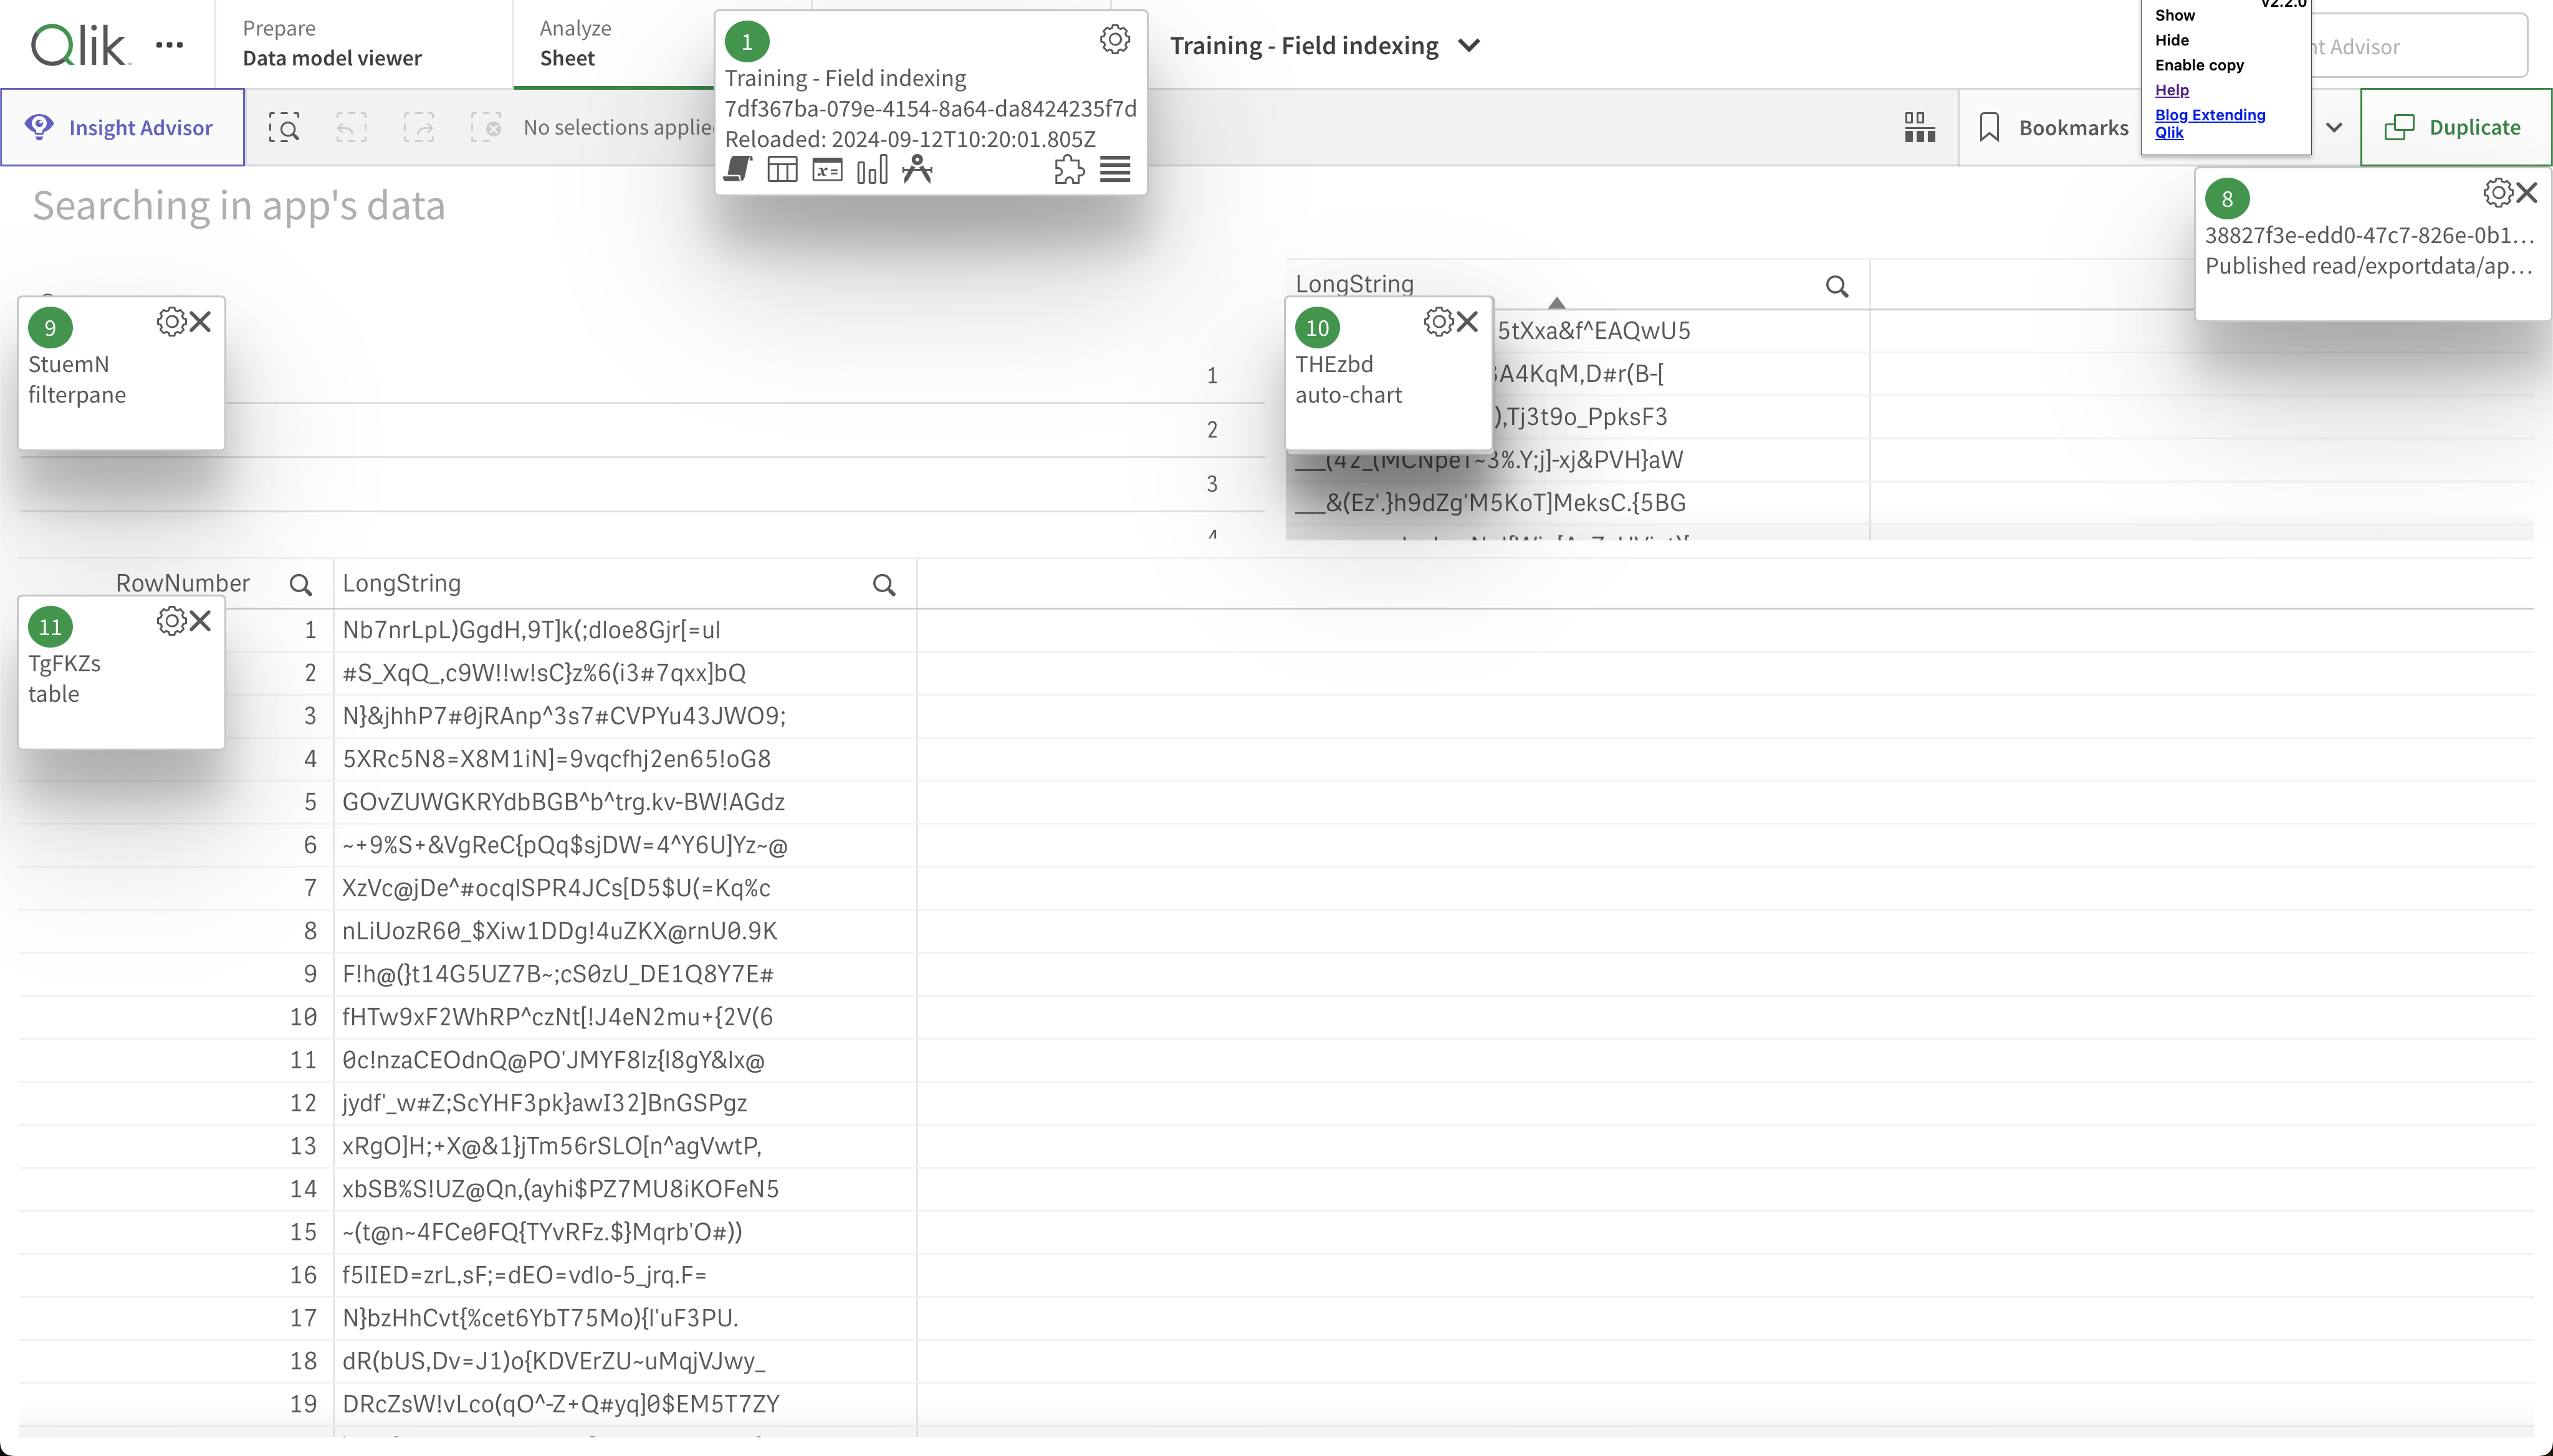 Qlik
Prepare
Data model viewer
Analyze
Sheet
Training - Field indexing
v2.2.0
Show
Hide
Enable copy
Help
Blog Extending
Qlik
nt Advisor
1
Training - Field indexing
7df367ba-079e-4154-8a64-da8424235f7d
Reloaded: 2024-09-12T10:20:01.805Z
Insight Advisor
No selections applie
Bookmarks
Duplicate
Searching in app's data
8
38827f3e-edd0-47c7-826e-0b1...
Published read/exportdata/ap...
9
StuemN
filterpane
1
2
3
4
LongString
10
THEzbd
auto-chart
5tXxa&f^EAQwU5
A4KqM,D#r(B-[
),Tj3t9o_PpksF3
___(4z_(MCNpeT~3%.Y;j]-xj&PVH}aW
___&(Ez'.}h9dZg'M5KoT]MeksC.{5BG
RowNumber LongString
11
TgFKZs
table
1 Nb7nrLpL)GgdH,9T]k(;dloe8Gjr[=ul
2 #S_XqQ_,c9W!!w!sC}z%6(i3#7qxx]bQ
3 N}&jhhP7#0jRAnp^3s7#CVPYu43JWO9;
4 5XRc5N8=X8M1iN]=9vqcfhj2en65!oG8
5 GOvZUWGKRYdbBGB^b^trg.kv-BW!AGdz
6 ~+9%S+&VgReC{pQq$sjDW=4^Y6U]Yz~@
7 XzVc@jDe^#ocqISPR4JCs[D5$U(=Kq%c
8 nLiUozR60_$Xiw1DDg!4uZKX@rnU0.9K
9 F!h@(}t14G5UZ7B~;cS0zU_DE1Q8Y7E#
10 fHTw9xF2WhRP^czNt[!J4eN2mu+{2V(6
11 0c!nzaCEOdnQ@PO'JMYF8Iz{l8gY&lx@
12 jydf'_w#Z;ScYHF3pk}awI32]BnGSPgz
13 xRgO]H;+X@&1}jTm56rSLO[n^agVwtP,
14 xbSB%S!UZ@Qn,(ayhi$PZ7MU8iKOFeN5
15 ~(t@n~4FCe0FQ{TYvRFz.$}Mqrb'O#))
16 f5lIED=zrL,sF;=dEO=vdlo-5_jrq.F=
17 N}bzHhCvt{%cet6YbT75Mo){l'uF3PU.
18 dR(bUS,Dv=J1)o{KDVErZU~uMqjVJwy_
19 DRcZsW!vLco(qO^-Z+Q#yq]0$EM5T7ZY